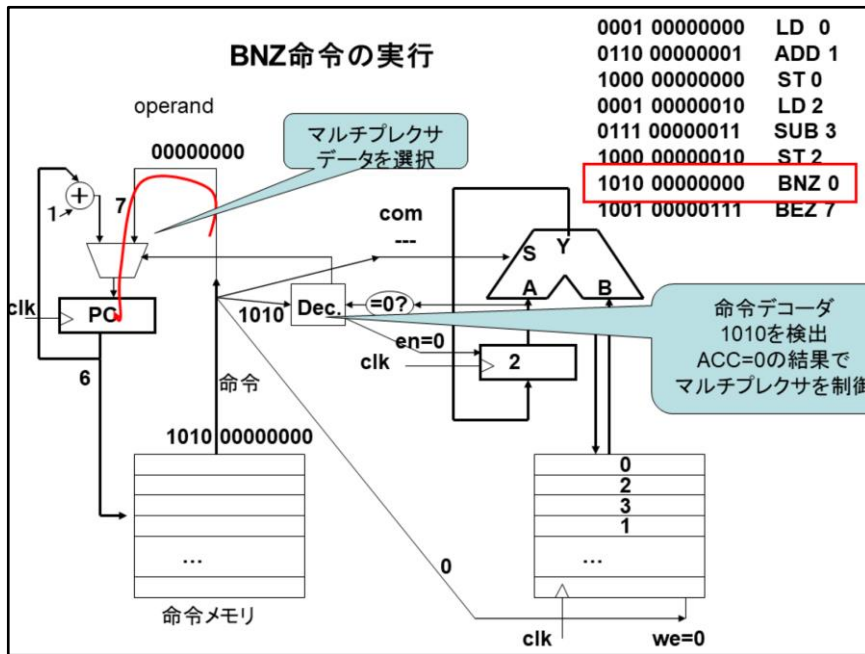 BNZ命令の実行
0001 00000000 LD 0
0110 00000001 ADD 1
1000 00000000 ST 0
0001 00000010 LD 2
0111 00000011 SUB 3
1000 00000010 ST 2
1010 00000000 BNZ 0
1001 00000111 BEZ 7
operand
00000000
マルチプレクサ
データを選択
+
1
7
com
---
S Y
A B
clk
PC
1010
Dec.
=0?
en=0
clk
2
命令デコーダ
1010を検出
ACC=0の結果で
マルチプレクサを制御
6
命令
1010 00000000
0
2
3
1
...
...
0
命令メモリ
clk
we=0